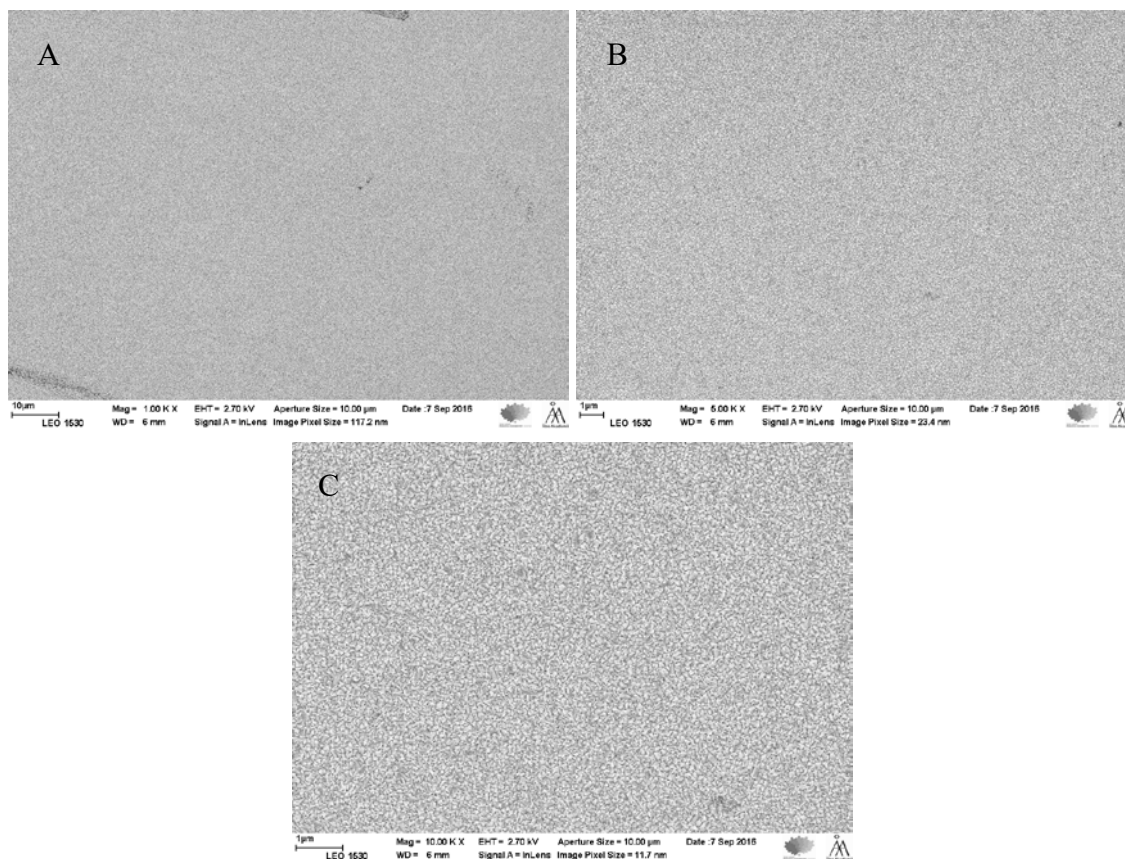 A
B
10µm
Mag = 1.00 K X EHT = 2.70 kV Aperture Size = 10.00 µm Date :7 Sep 2016
LEO 1530 WD = 6 mm Signal A = InLens Image Pixel Size = 117.2 nm
1µm
Mag = 5.00 K X EHT = 2.70 kV Aperture Size = 10.00 µm Date :7 Sep 2016
LEO 1530 WD = 6 mm Signal A = InLens Image Pixel Size = 23.4 nm
C
1µm
Mag = 10.00 K X EHT = 2.70 kV Aperture Size = 10.00 µm Date :7 Sep 2016
LEO 1530 WD = 6 mm Signal A = InLens Image Pixel Size = 11.7 nm